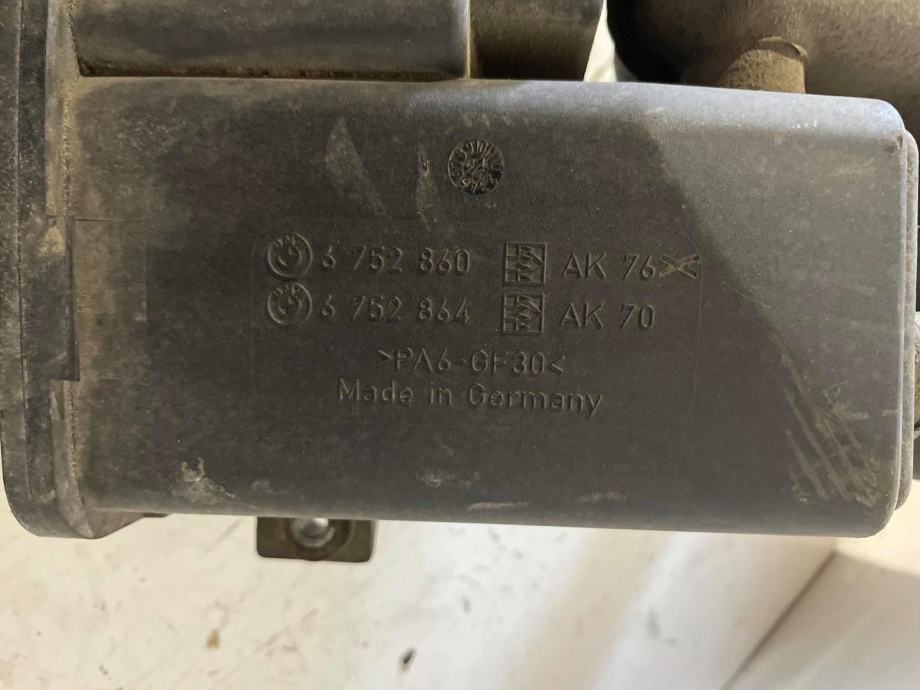 6 752 860 AK 76
6 752 864 AK 70
>PA6-GF30<
Made in Germany